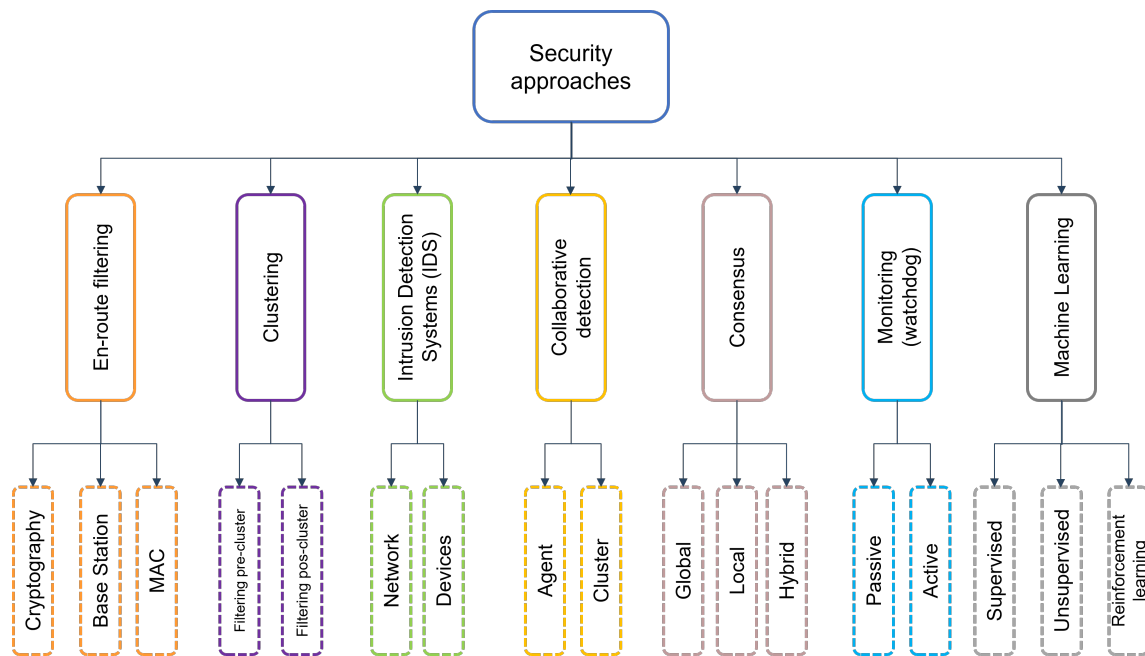 Security
approaches
En-route filtering
Clustering
Intrusion Detection
Systems (IDS)
Collaborative
detection
Consensus
Monitoring
(watchdog)
Machine Learning
Cryptography
Base Station
MAC
Filtering pre-cluster
Filtering pos-cluster
Network
Devices
Agent
Cluster
Global
Local
Hybrid
Passive
Active
Supervised
Unsupervised
Reinforcement
learning